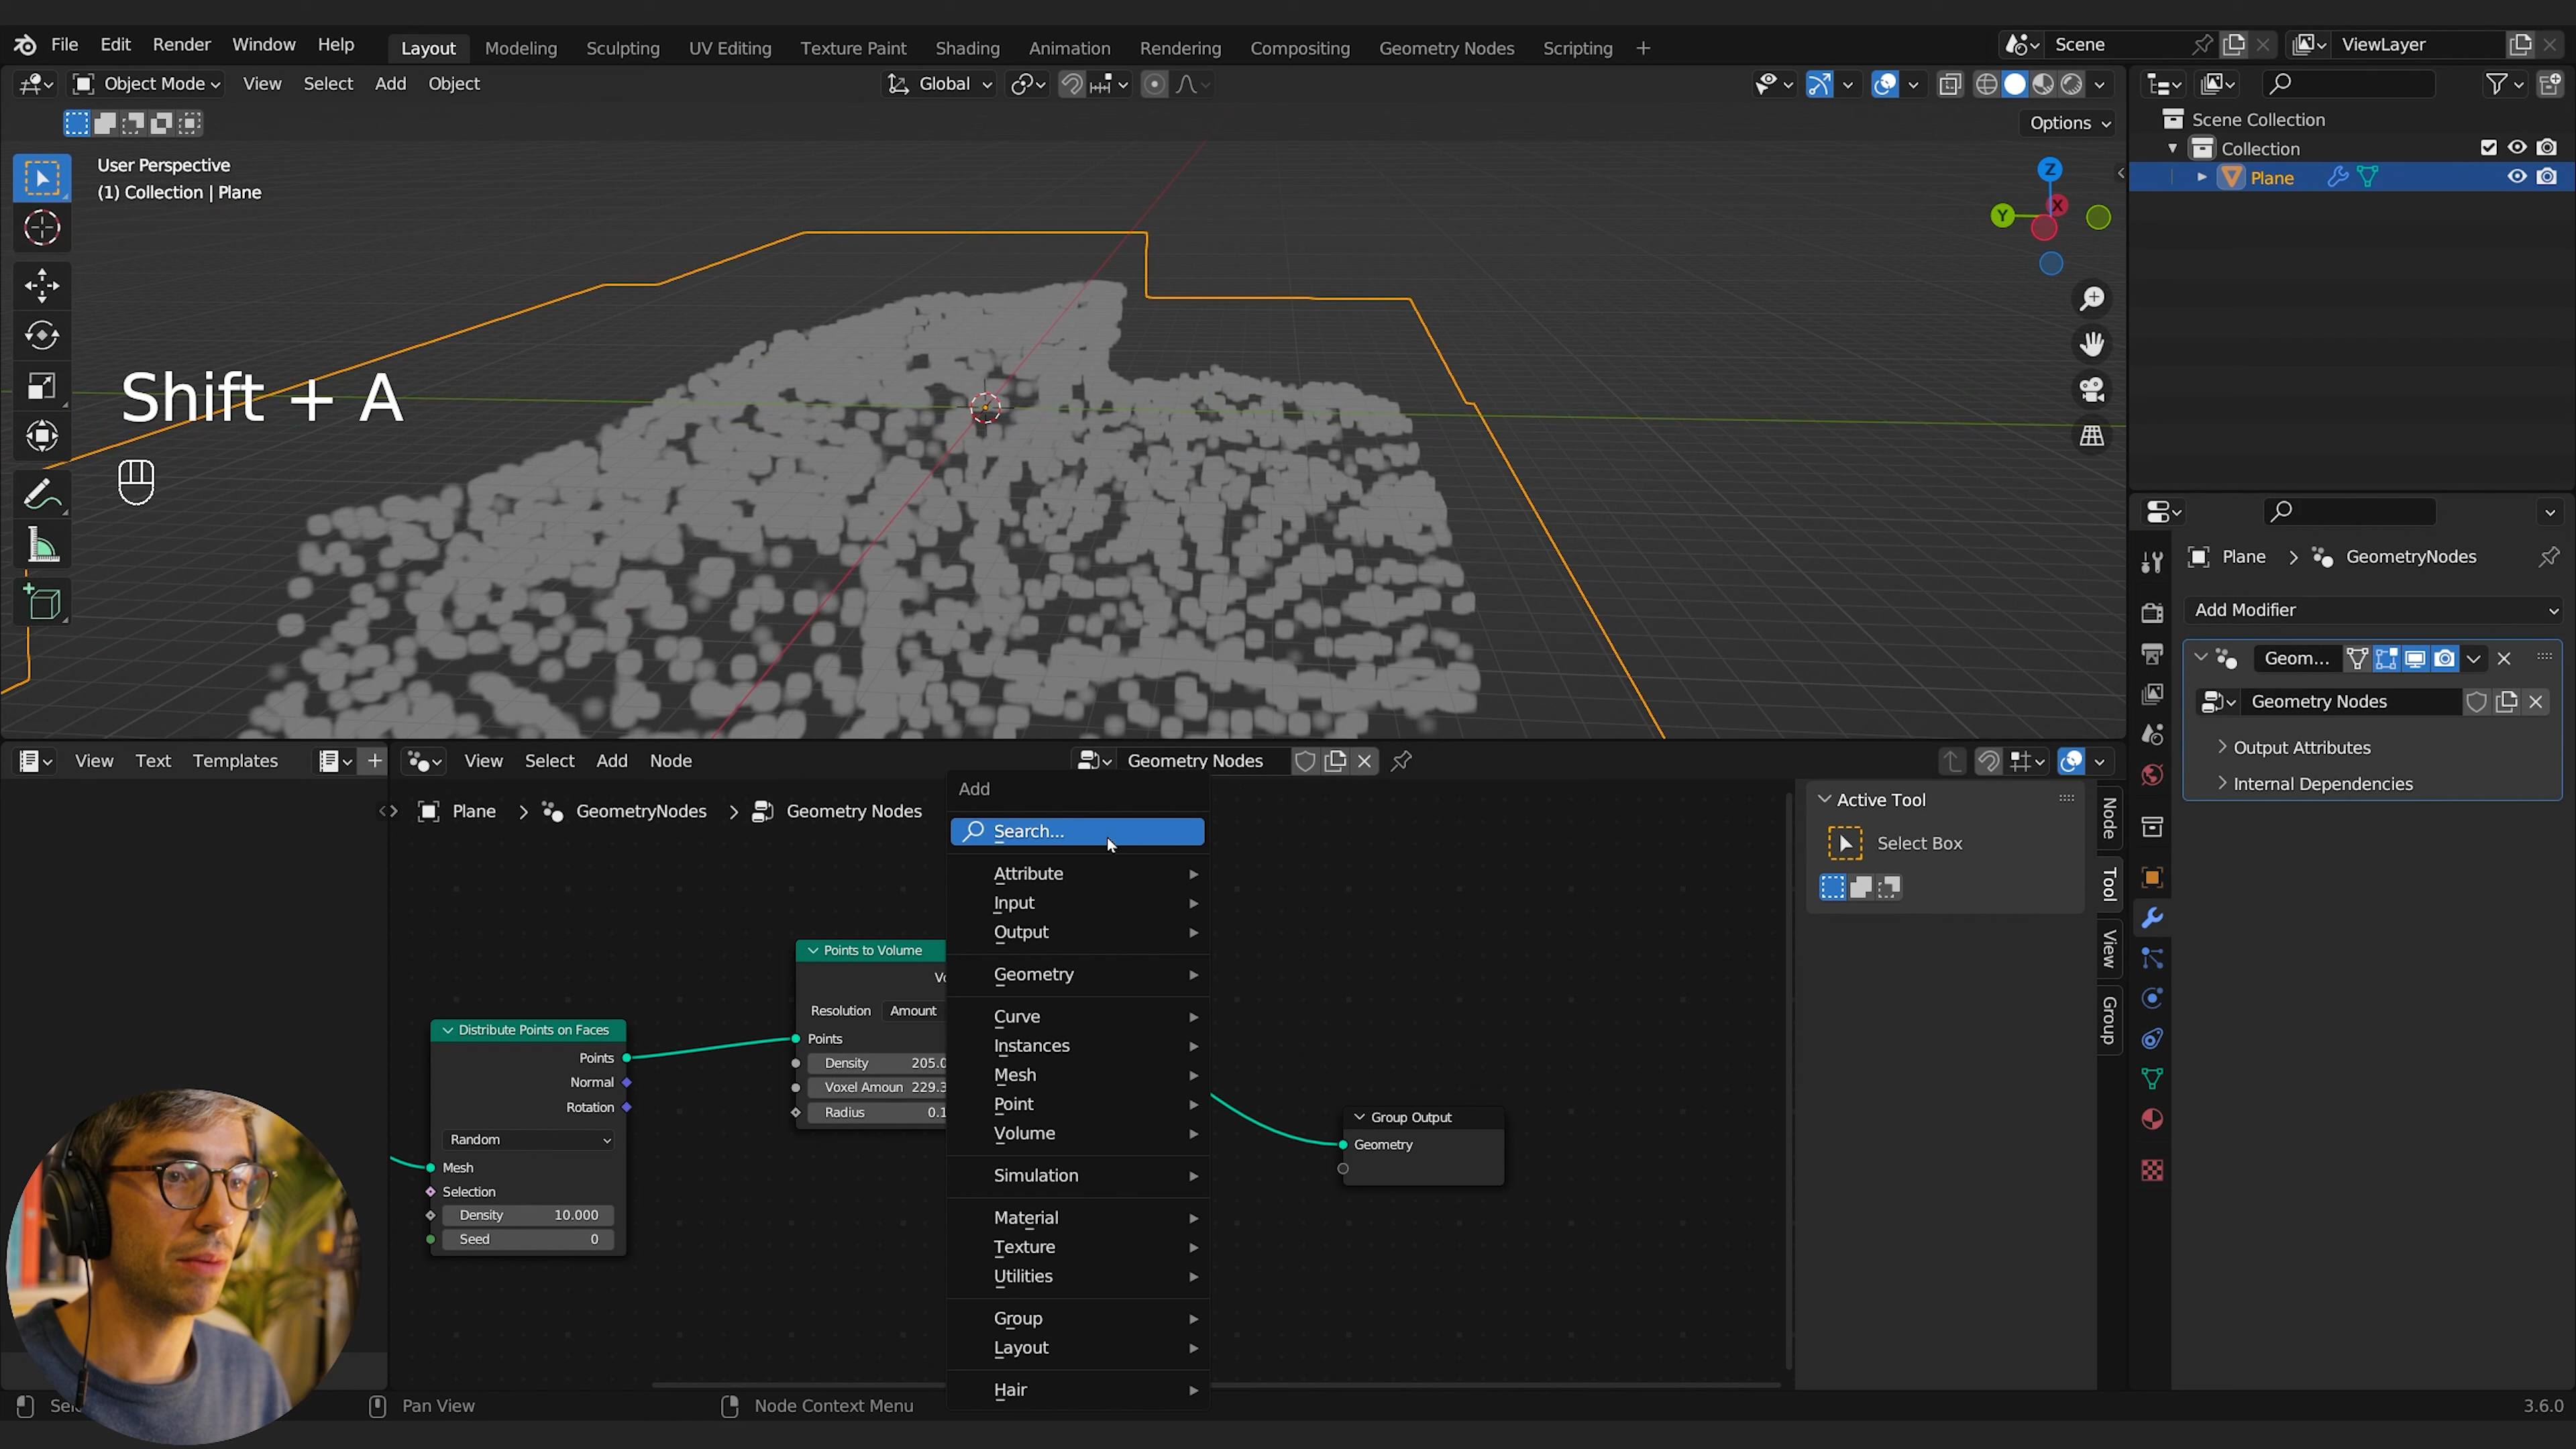 File Edit Render Window Help Layout Modeling Sculpting UV Editing Texture Paint Shading Animation Rendering Compositing Geometry Nodes Scripting + Scene ViewLayer
Object Mode View Select Add Object Global
Options
User Perspective
(1) Collection | Plane
Z
Y
X
Shift + A
Scene Collection
Collection
Plane
Plane > GeometryNodes
Add Modifier
Geom...
Geometry Nodes
Output Attributes
Internal Dependencies
View Text Templates View Select Add Node Geometry Nodes
Plane > GeometryNodes > Geometry Nodes
Add
Search...
Attribute
Input
Output
Geometry
Curve
Instances
Mesh
Point
Volume
Simulation
Material
Texture
Utilities
Group
Layout
Hair
Distribute Points on Faces
Points
Normal
Rotation
Random
Mesh
Selection
Density 10.000
Seed 0
Points to Volume
Resolution Amount
Points
Density 205.0
Voxel Amoun 229.3
Radius 0.1
Group Output
Geometry
Active Tool
Select Box
Node
Tool
View
Group
Pan View
Node Context Menu
3.6.0